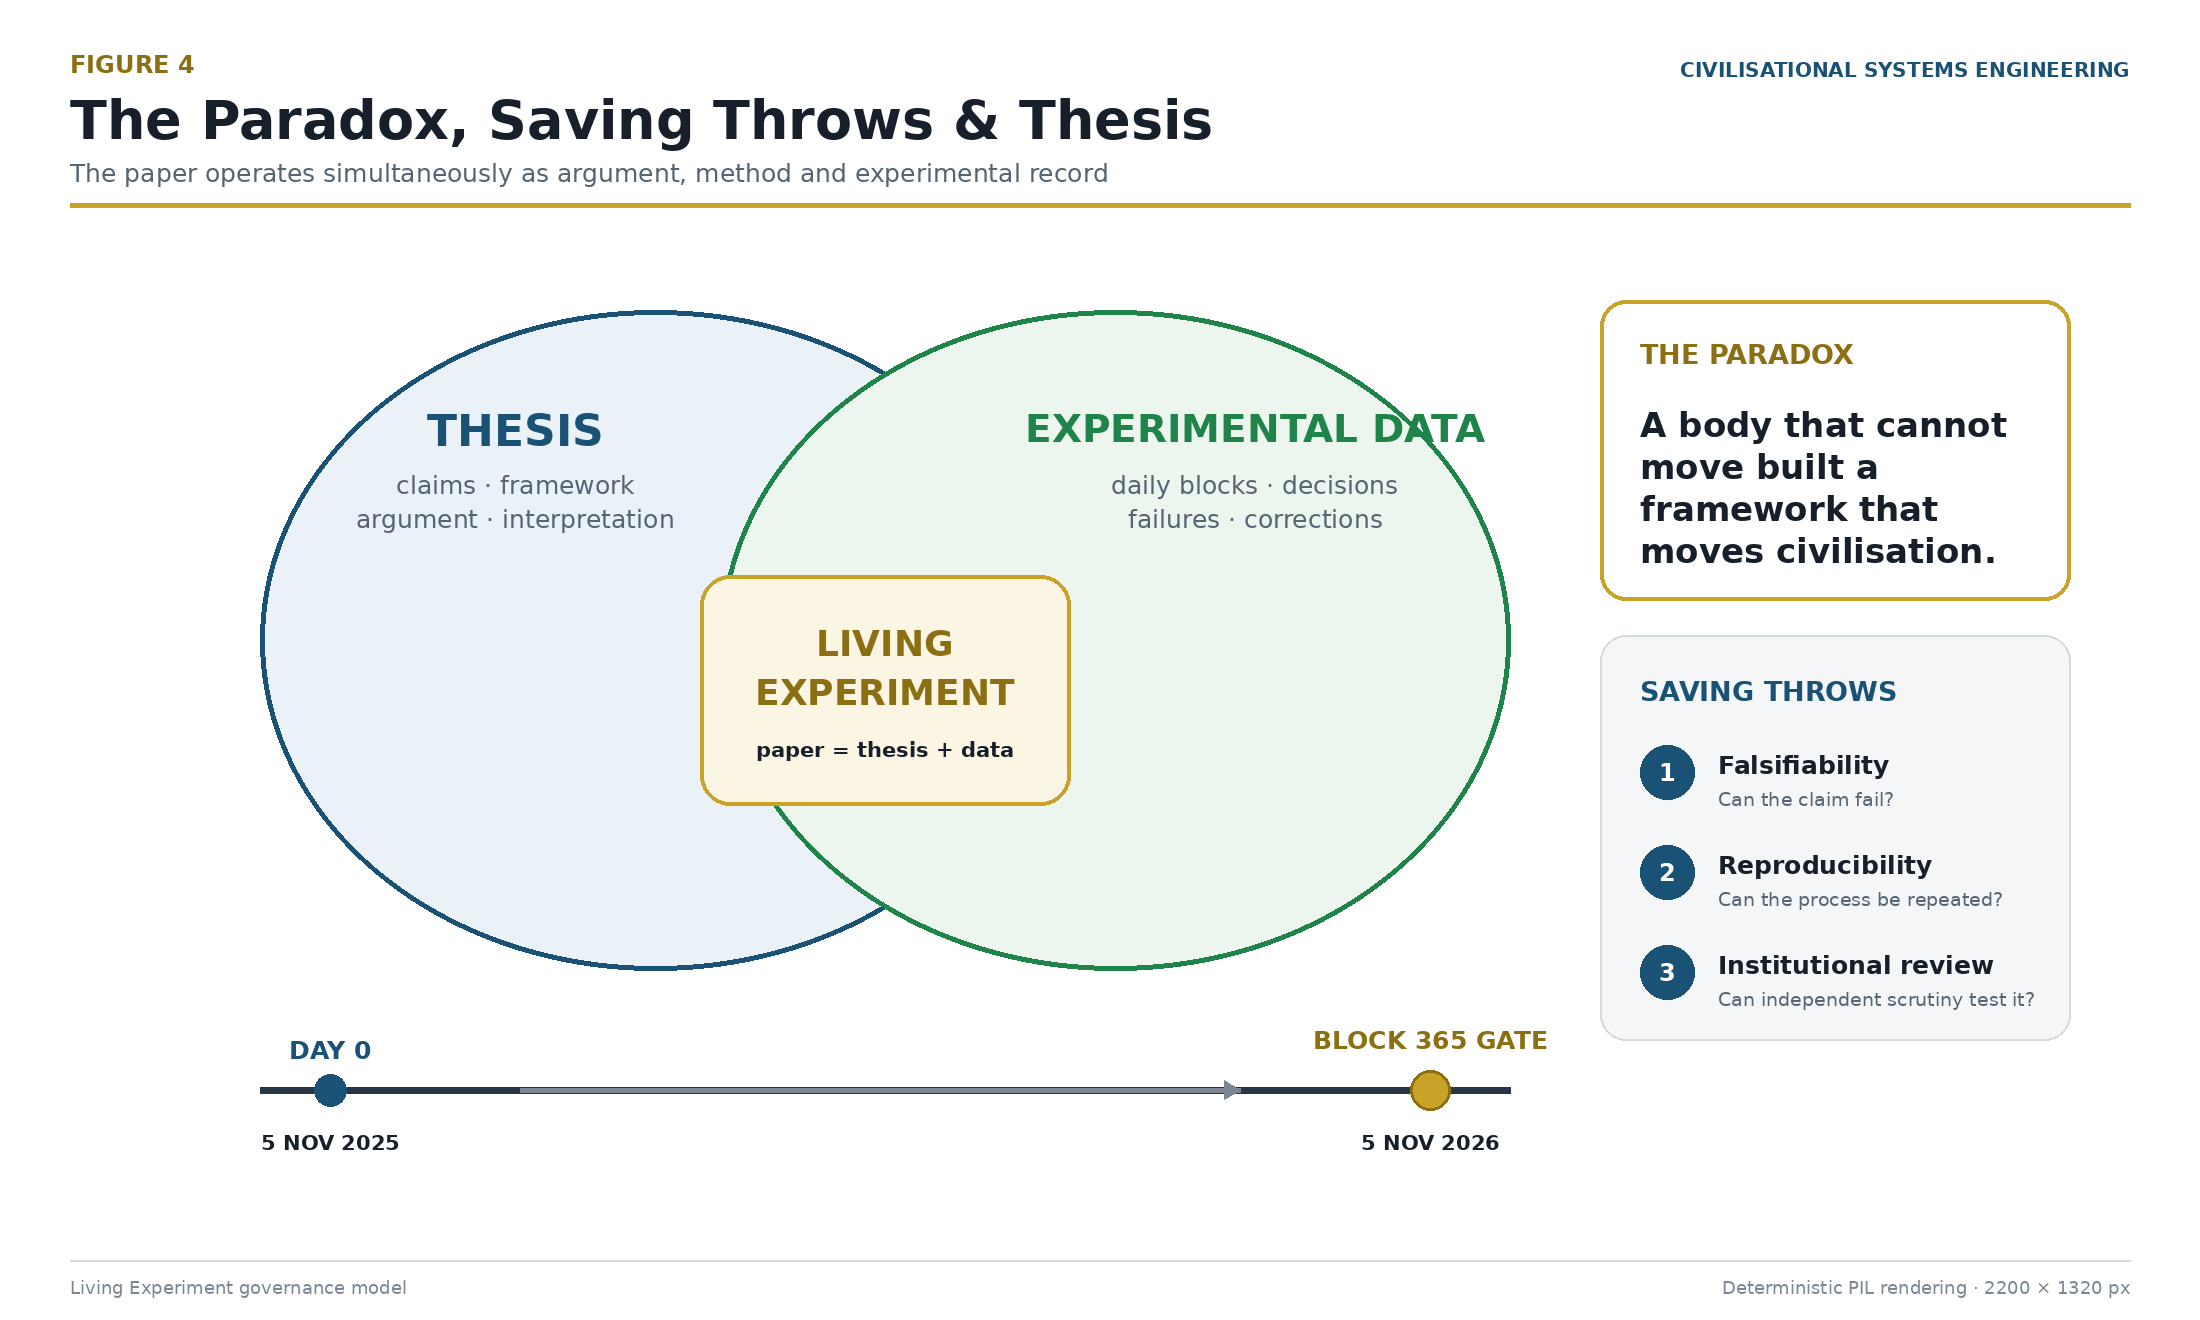 FIGURE 4
CIVILISATIONAL SYSTEMS ENGINEERING
The Paradox, Saving Throws & Thesis
The paper operates simultaneously as argument, method and experimental record
THESIS
claims · framework
argument · interpretation
EXPERIMENTAL DATA
daily blocks · decisions
failures · corrections
LIVING
EXPERIMENT
paper = thesis + data
THE PARADOX
A body that cannot
move built a
framework that
moves civilisation.
SAVING THROWS
1 Falsifiability
Can the claim fail?
2 Reproducibility
Can the process be repeated?
3 Institutional review
Can independent scrutiny test it?
DAY 0
BLOCK 365 GATE
5 NOV 2025
5 NOV 2026
Living Experiment governance model
Deterministic PIL rendering · 2200 × 1320 px